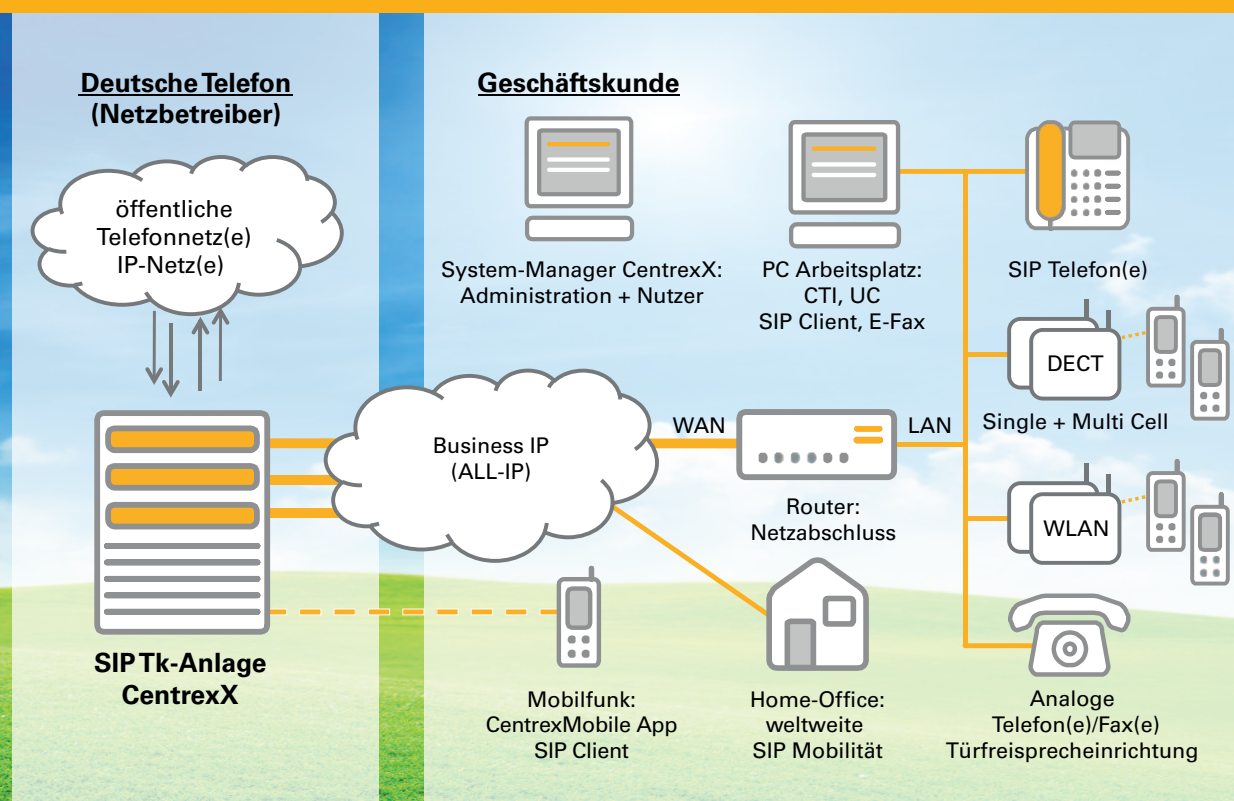 Deutsche Telefon
(Netzbetreiber)
öffentliche
Telefonnetz(e)
IP-Netz(e)
SIP Tk-Anlage
CentrexX
Geschäftskunde
System-Manager CentrexX:
Administration + Nutzer
PC Arbeitsplatz:
CTI, UC
SIP Client, E-Fax
SIP Telefon(e)
DECT
Single + Multi Cell
Business IP
(ALL-IP)
WAN
LAN
Router:
Netzabschluss
WLAN
Mobilfunk:
CentrexMobile App
SIP Client
Home-Office:
weltweite
SIP Mobilität
Analoge
Telefon(e)/Fax(e)
Türfreisprecheinrichtung